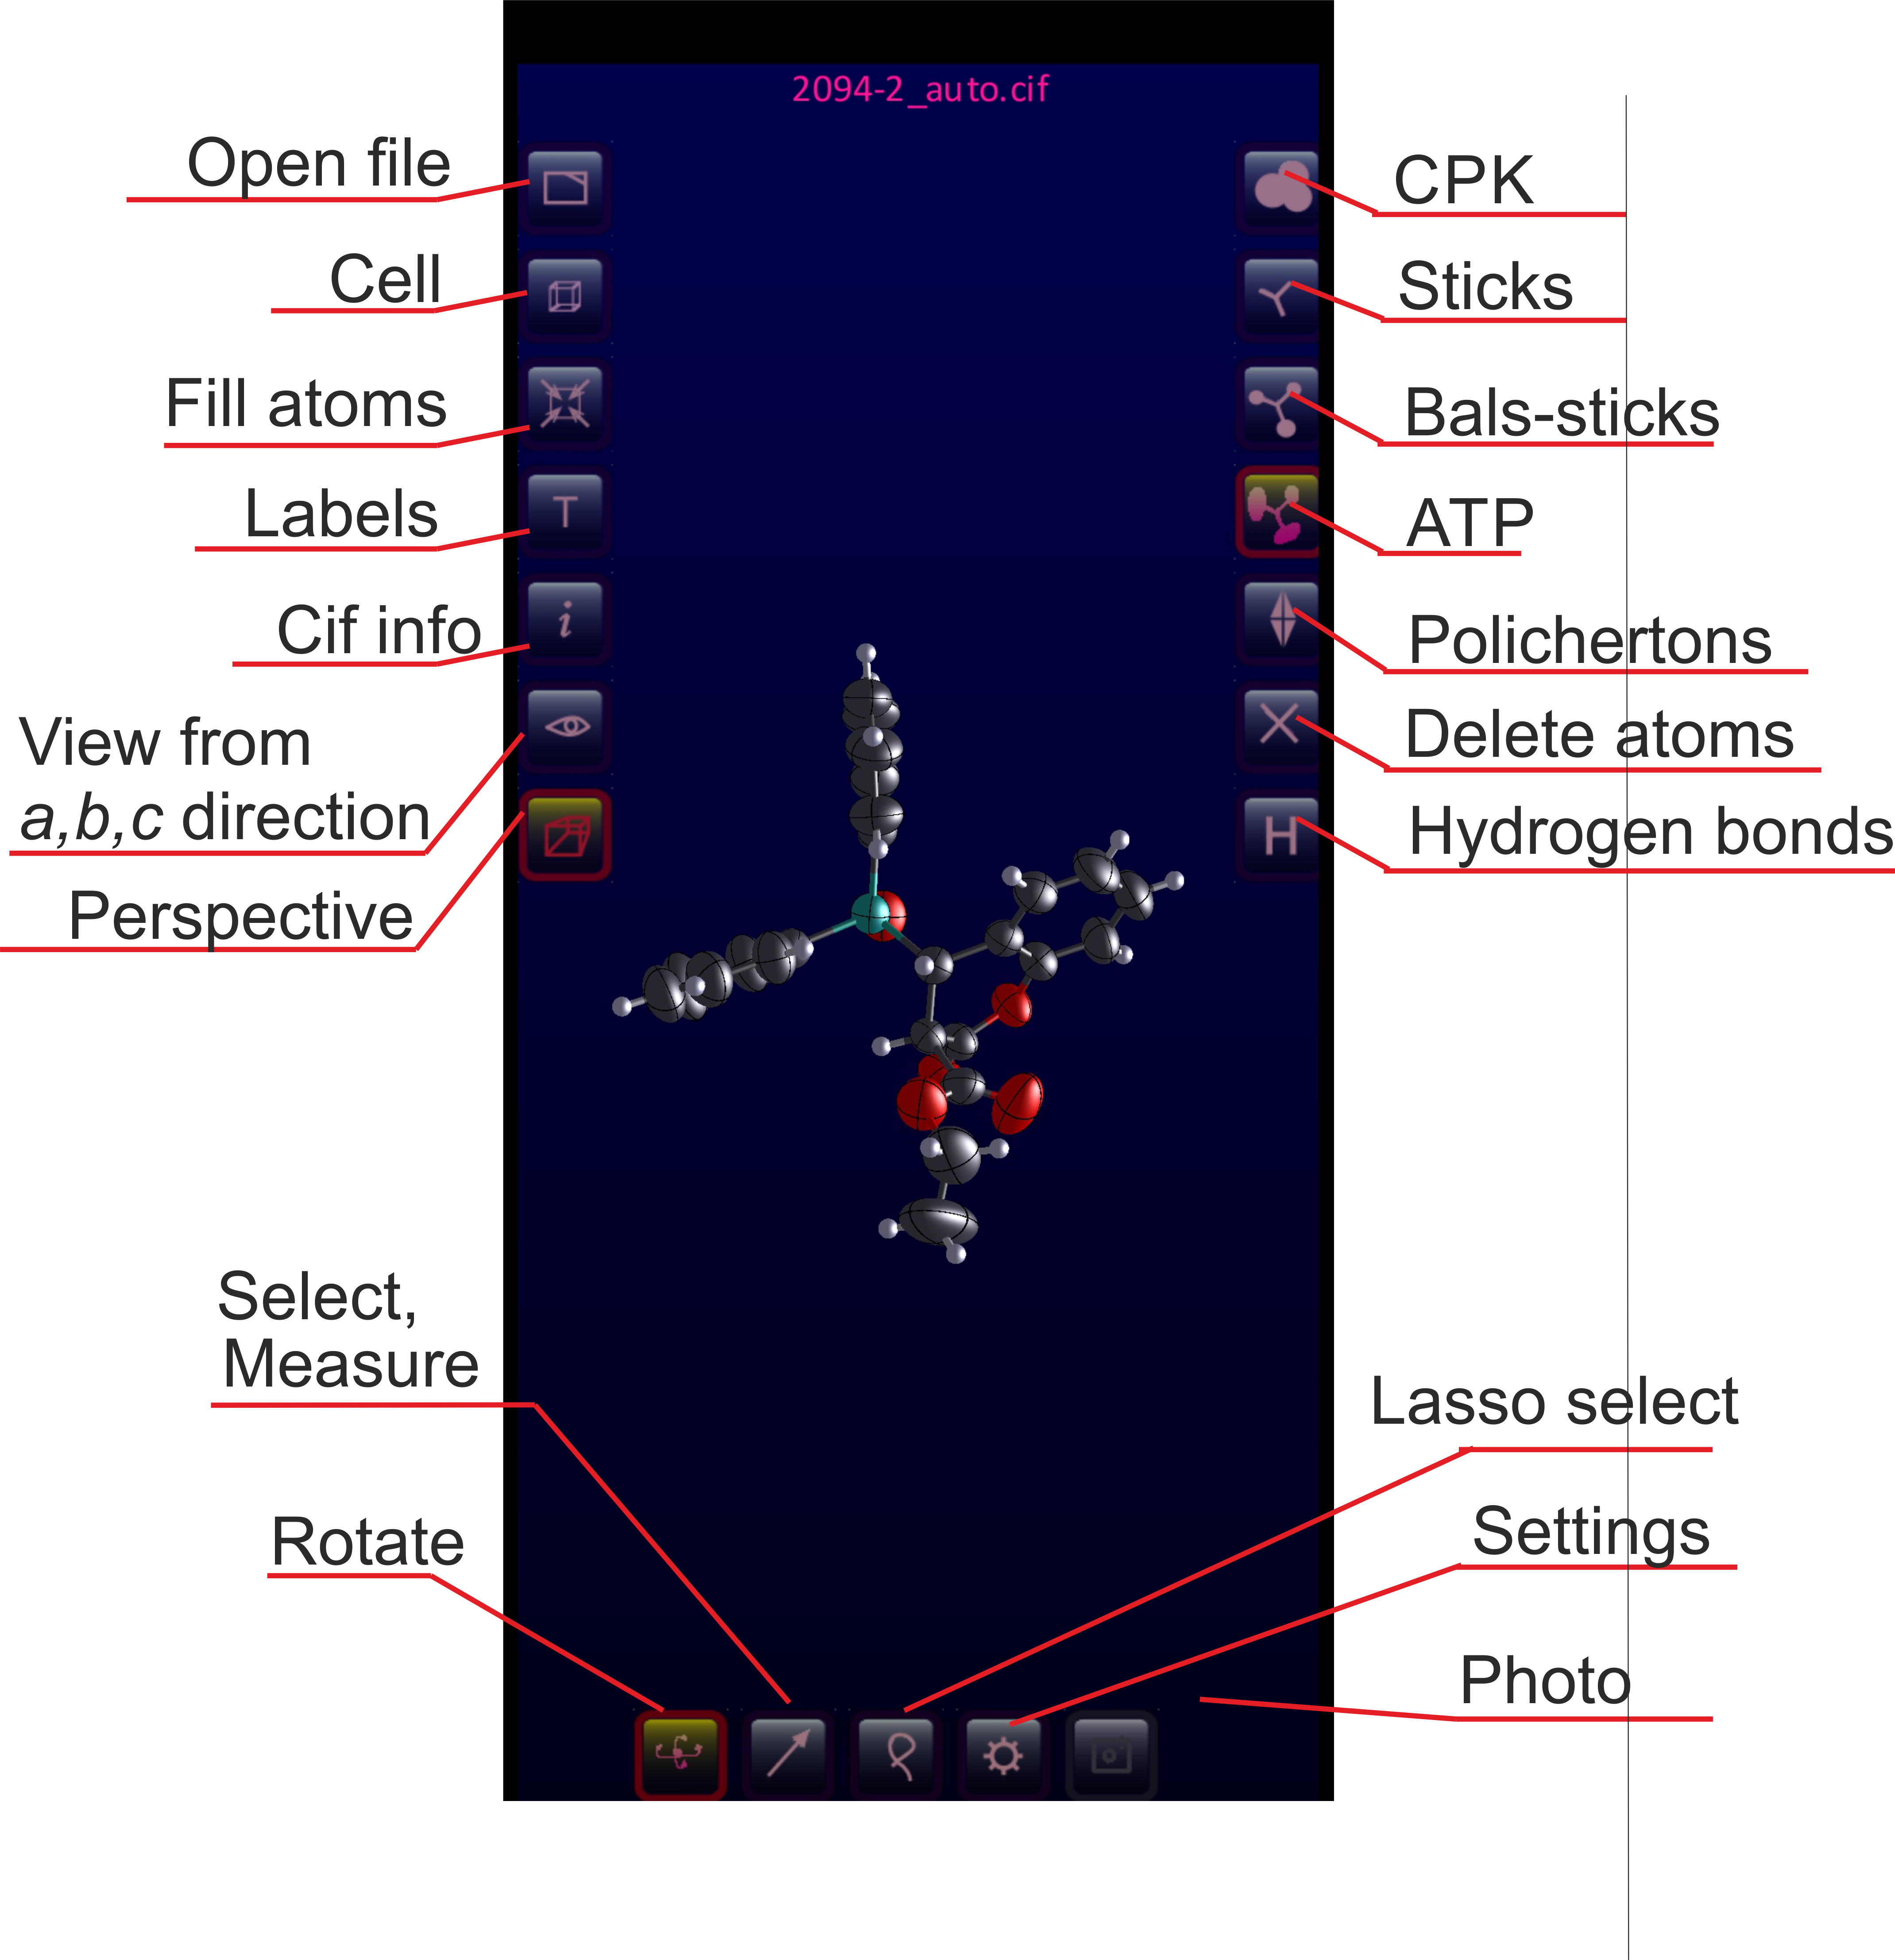 2094-2_auto.cif
Open file
Cell
Fill atoms
Labels
T
Cif info
i
View from
a,b,c direction
Perspective
CPK
Sticks
Bals-sticks
ATP
Polichertons
Delete atoms
Hydrogen bonds
H
Select,
Measure
Rotate
Lasso select
Settings
Photo